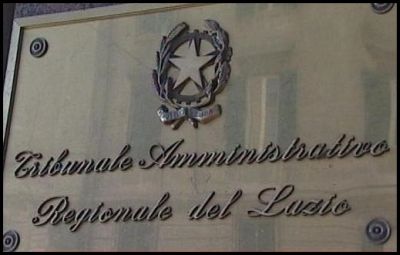 Tribunale Amministrativo
Regionale del Lazio